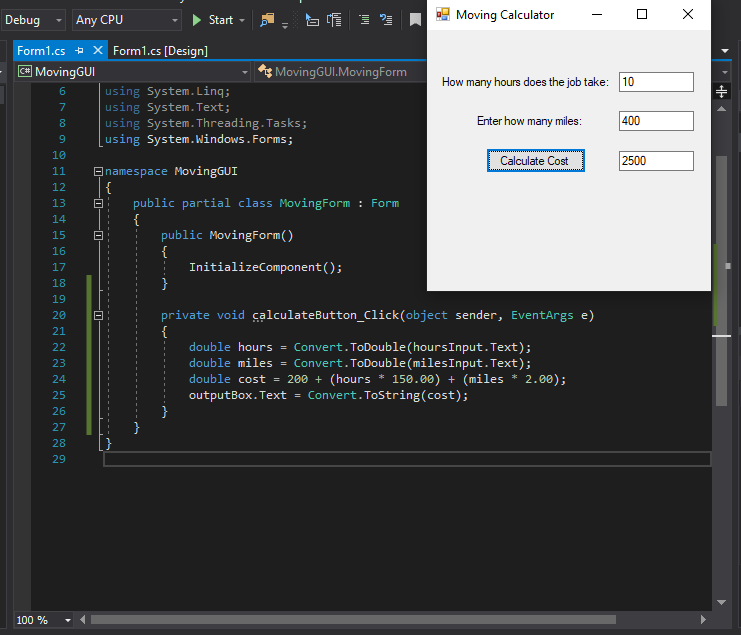 Debug Any CPU Start
Form1.cs Form1.cs [Design]
C# MovingGUI MovingGUI.MovingForm
6 using System.Linq;
7 using System.Text;
8 using System.Threading.Tasks;
9 using System.Windows.Forms;
10
11 namespace MovingGUI
12 {
13 public partial class MovingForm : Form
14 {
15 public MovingForm()
16 {
17 InitializeComponent();
18 }
19
20 private void calculateButton_Click(object sender, EventArgs e)
21 {
22 double hours = Convert.ToDouble(hoursInput.Text);
23 double miles = Convert.ToDouble(milesInput.Text);
24 double cost = 200 + (hours * 150.00) + (miles * 2.00);
25 outputBox.Text = Convert.ToString(cost);
26 }
27 }
28 }
29
100 %
Moving Calculator
How many hours does the job take: 10
Enter how many miles: 400
Calculate Cost 2500